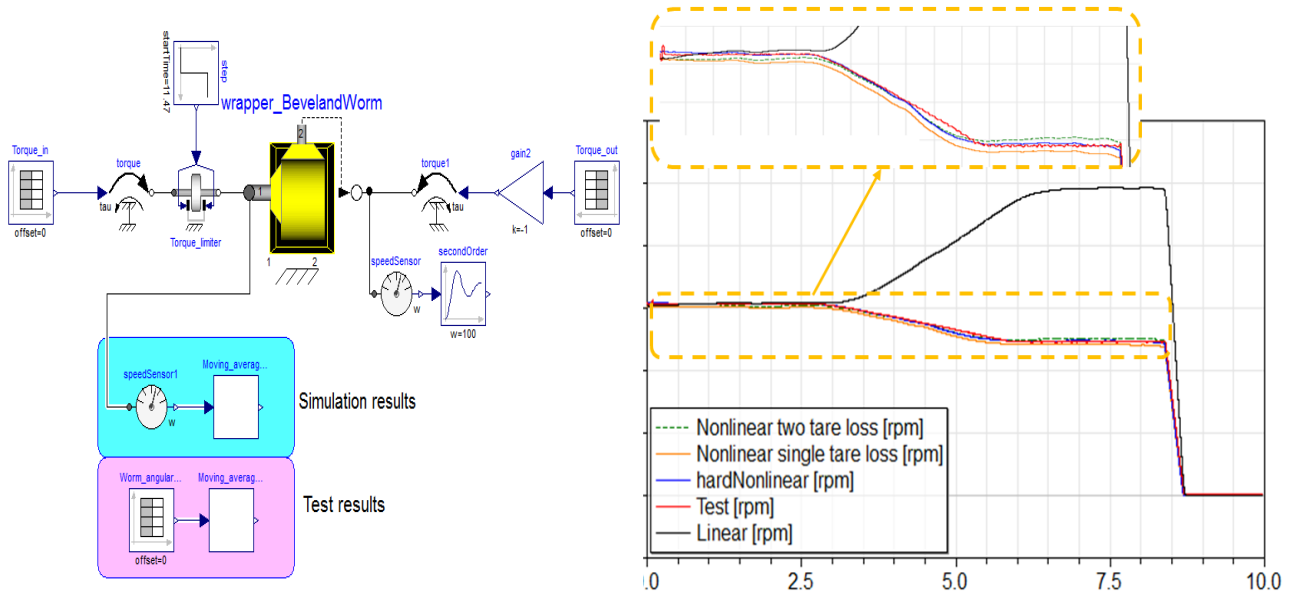 step
startTime=11.47
wrapper_BevelandWorm
2
Torque_in
torque
1
torque1
gain2
Torque_out
tau
tau
offset=0
Torque_limiter
k=-1
offset=0
1
2
speedSensor
secondOrder
w
w=100
speedSensor1
Moving_averag...
w
Simulation results
Worm_angular...
Moving_averag...
offset=0
Test results
Nonlinear two tare loss [rpm]
Nonlinear single tare loss [rpm]
hardNonlinear [rpm]
Test [rpm]
Linear [rpm]
.0
2.5
5.0
7.5
10.0